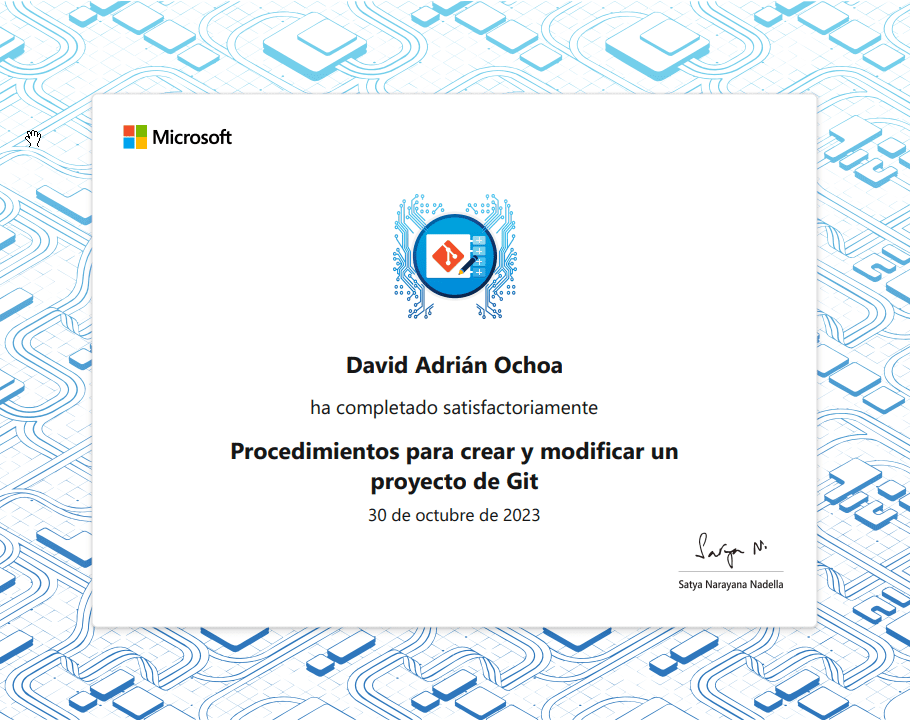 Microsoft
David Adrián Ochoa
ha completado satisfactoriamente
Procedimientos para crear y modificar un
proyecto de Git
30 de octubre de 2023
Satya N.
Satya Narayana Nadella